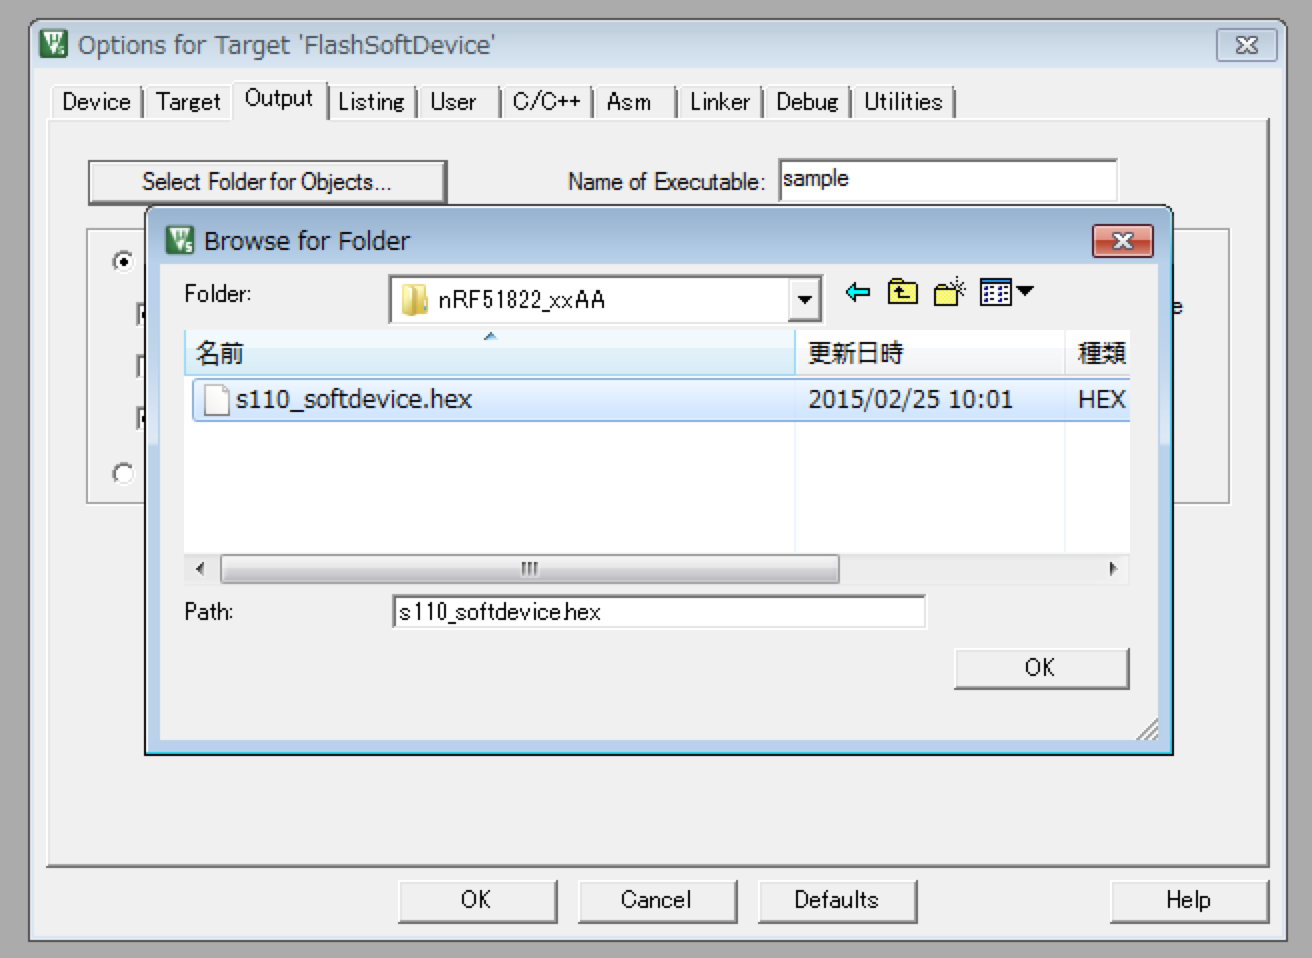 Options for Target 'FlashSoftDevice'
Device Target Output Listing User C/C++ Asm Linker Debug Utilities
Select Folder for Objects... Name of Executable: sample
Browse for Folder
Folder: nRF51822_xxAA
名前 更新日時 種類
s110_softdevice.hex 2015/02/25 10:01 HEX
Path: s110_softdevice.hex
OK
OK Cancel Defaults Help